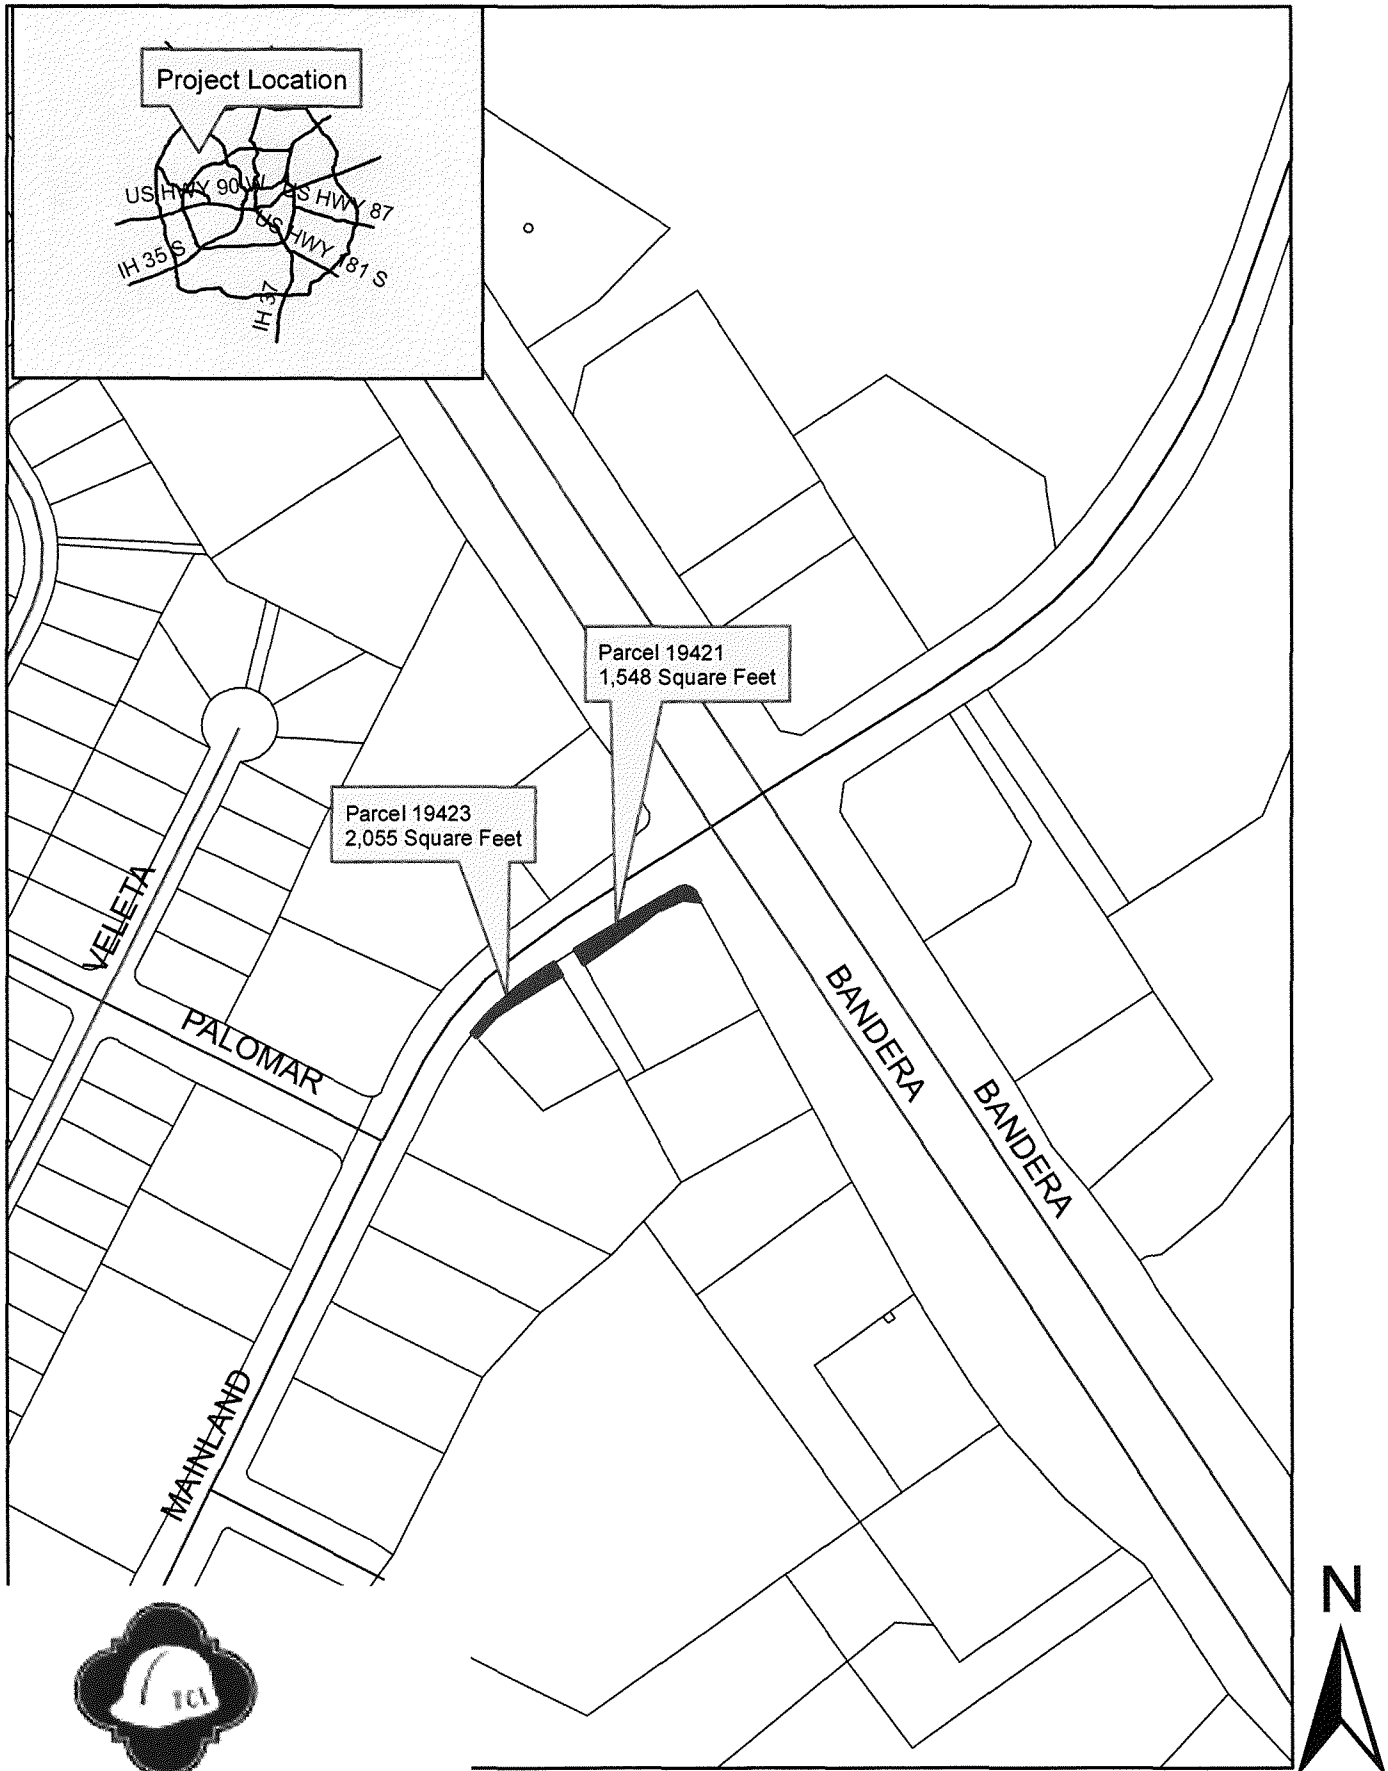 Project Location
US HWY 90 W
US HWY 87
US HWY 181 S
IH 35 S
IH 37
Parcel 19421
1,548 Square Feet
Parcel 19423
2,055 Square Feet
VELETA
PALOMAR
BANDERA
BANDERA
MAINLAND
N
TCI